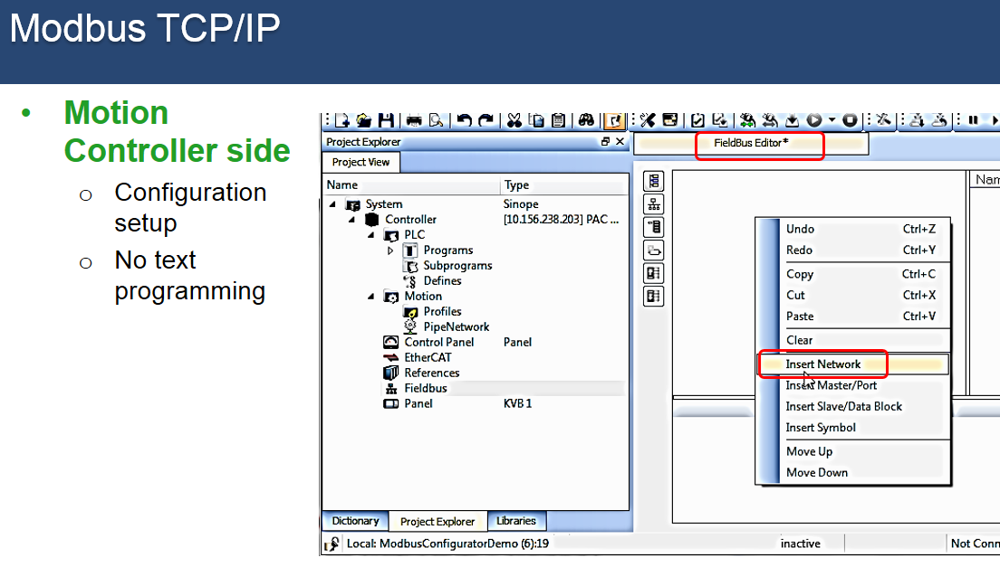 Modbus TCP/IP
• Motion
Controller side
o Configuration
setup
o No text
programming
Project Explorer
Project View
Name Type
System Sinope
Controller [10.156.238.203] PAC ...
PLC
Programs
Subprograms
Defines
Motion
Profiles
PipeNetwork
Control Panel Panel
EtherCAT
References
Fieldbus
Panel KVB 1
Dictionary Project Explorer Libraries
FieldBus Editor*
Nam
Undo Ctrl+Z
Redo Ctrl+Y
Copy Ctrl+C
Cut Ctrl+X
Paste Ctrl+V
Clear
Insert Network
Insert Master/Port
Insert Slave/Data Block
Insert Symbol
Move Up
Move Down
Local: ModbusConfiguratorDemo (6):19 inactive Not Conn